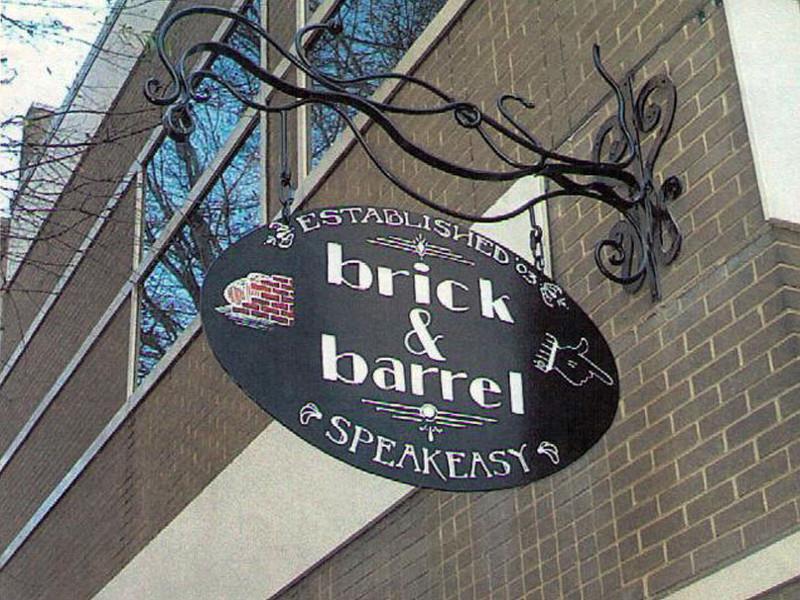 ESTABLISHED '03
brick
&
barrel
SPEAKEASY